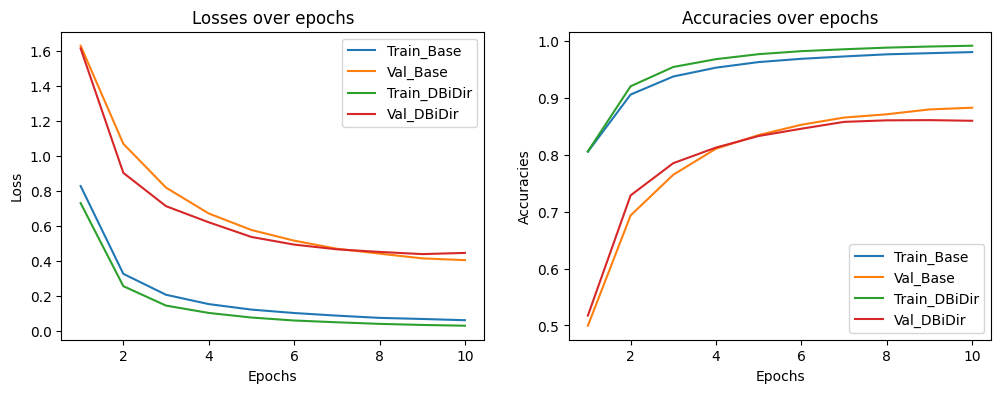 Losses over epochs
Loss
1.6
1.4
1.2
1.0
0.8
0.6
0.4
0.2
0.0
Train_Base
Val_Base
Train_DBiDir
Val_DBiDir
2
4
6
8
10
Epochs
Accuracies over epochs
Accuracies
1.0
0.9
0.8
0.7
0.6
0.5
Train_Base
Val_Base
Train_DBiDir
Val_DBiDir
2
4
6
8
10
Epochs